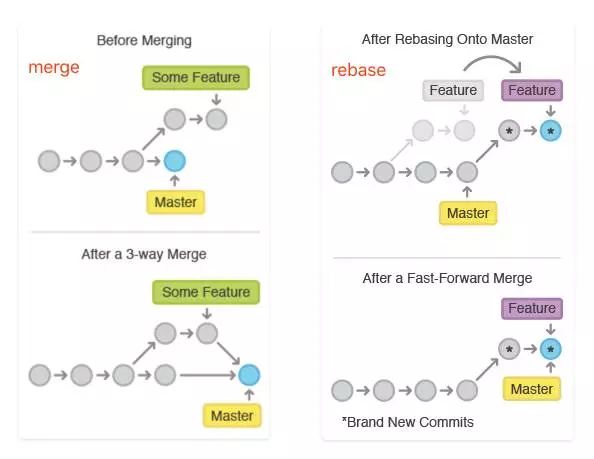 Before Merging
merge
Some Feature
Master
After a 3-way Merge
Some Feature
Master
After Rebasing Onto Master
rebase
Feature
Feature
* *
Master
After a Fast-Forward Merge
Feature
* *
Master
*Brand New Commits